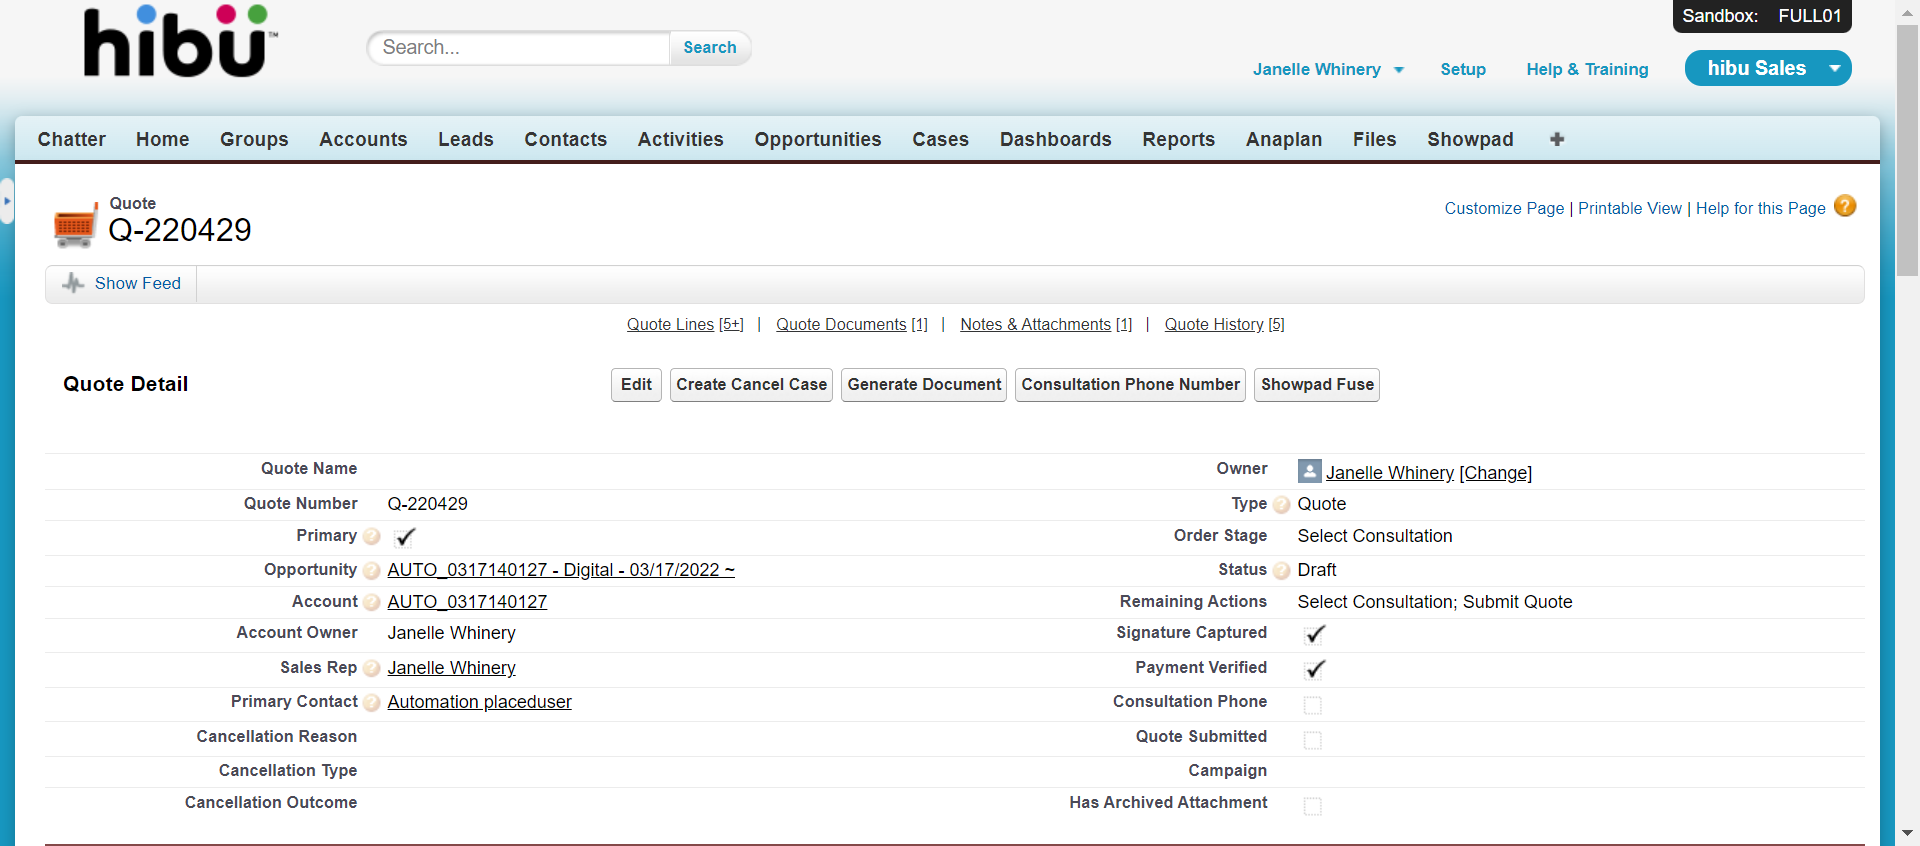 Sandbox: FULL01
hibü™
Search...
Search
Janelle Whinery
Setup
Help & Training
hibu Sales
Chatter Home Groups Accounts Leads Contacts Activities Opportunities Cases Dashboards Reports Anaplan Files Showpad
Quote
Q-220429
Customize Page | Printable View | Help for this Page ?
Show Feed
Quote Lines [5+] | Quote Documents [1] | Notes & Attachments [1] | Quote History [5]
Quote Detail
Edit
Create Cancel Case
Generate Document
Consultation Phone Number
Showpad Fuse
Quote Name
Owner Janelle Whinery [Change]
Quote Number Q-220429
Type ? Quote
Primary ?
Order Stage Select Consultation
Opportunity ? AUTO_0317140127 - Digital - 03/17/2022 ~
Status ? Draft
Account ? AUTO_0317140127
Remaining Actions Select Consultation; Submit Quote
Account Owner Janelle Whinery
Signature Captured
Sales Rep ? Janelle Whinery
Payment Verified
Primary Contact ? Automation placeduser
Consultation Phone
Cancellation Reason
Quote Submitted
Cancellation Type
Campaign
Cancellation Outcome
Has Archived Attachment